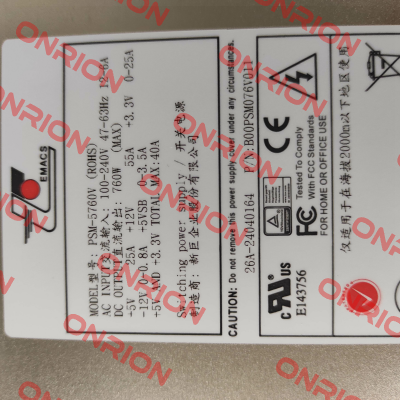 EMACS
MODEL型号: PSM-5760V (ROHS)
AC INPUT交流输入: 100-240V 47-63Hz 12-6A
DC OUTPUT直流输出: 760W (MAX)
+5V 25A +12V 55A +3.3V 0-25A
-12V 0-0.8A +5VSB 0-3.5A
+5V AND +3.3V TOTAL MAX:40A
Switching power supply / 开关电源
制造商: 新巨企业股份有限公司
CAUTION: Do not remove this cover under any circumstances.
26A-24040164 P/N:B00PSM076V011
c US
E143756
FC
Tested To Comply
WITH FCC Standards
FOR HOME OR OFFICE USE
仅适用于在海拔2000m以下地区使用
ONRION
ONRION
ONRION
ONRION
ONRION
ONRION
ONRION
ONRION
ONRION